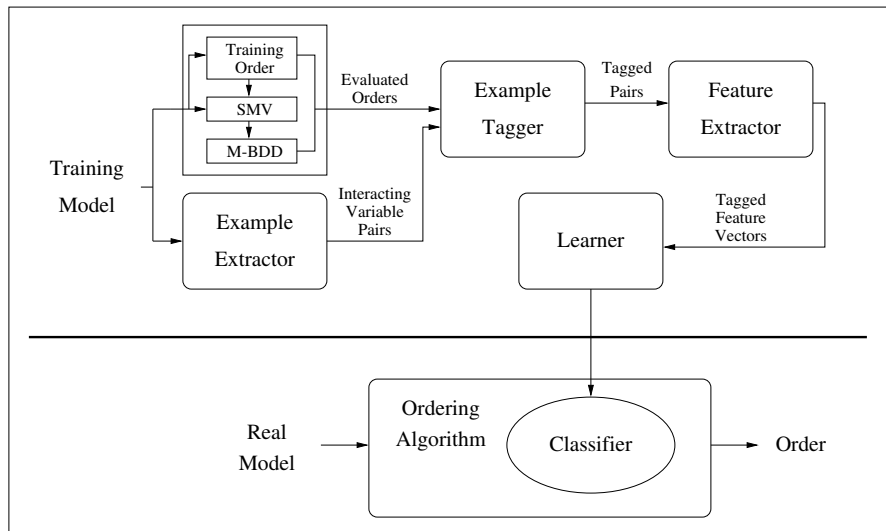 Training
Order
SMV
M-BDD
Evaluated
Orders
Example
Tagger
Tagged
Pairs
Feature
Extractor
Training
Model
Example
Extractor
Interacting
Variable
Pairs
Learner
Tagged
Feature
Vectors
Real
Model
Ordering
Algorithm
Classifier
Order